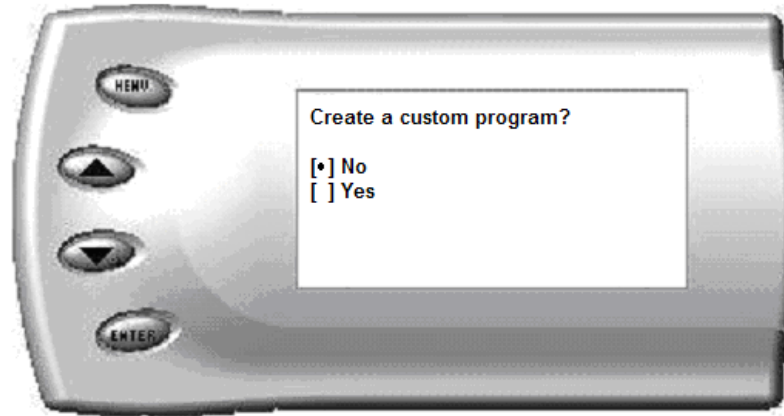 MENU
Create a custom program?
[•] No
[ ] Yes
ENTER